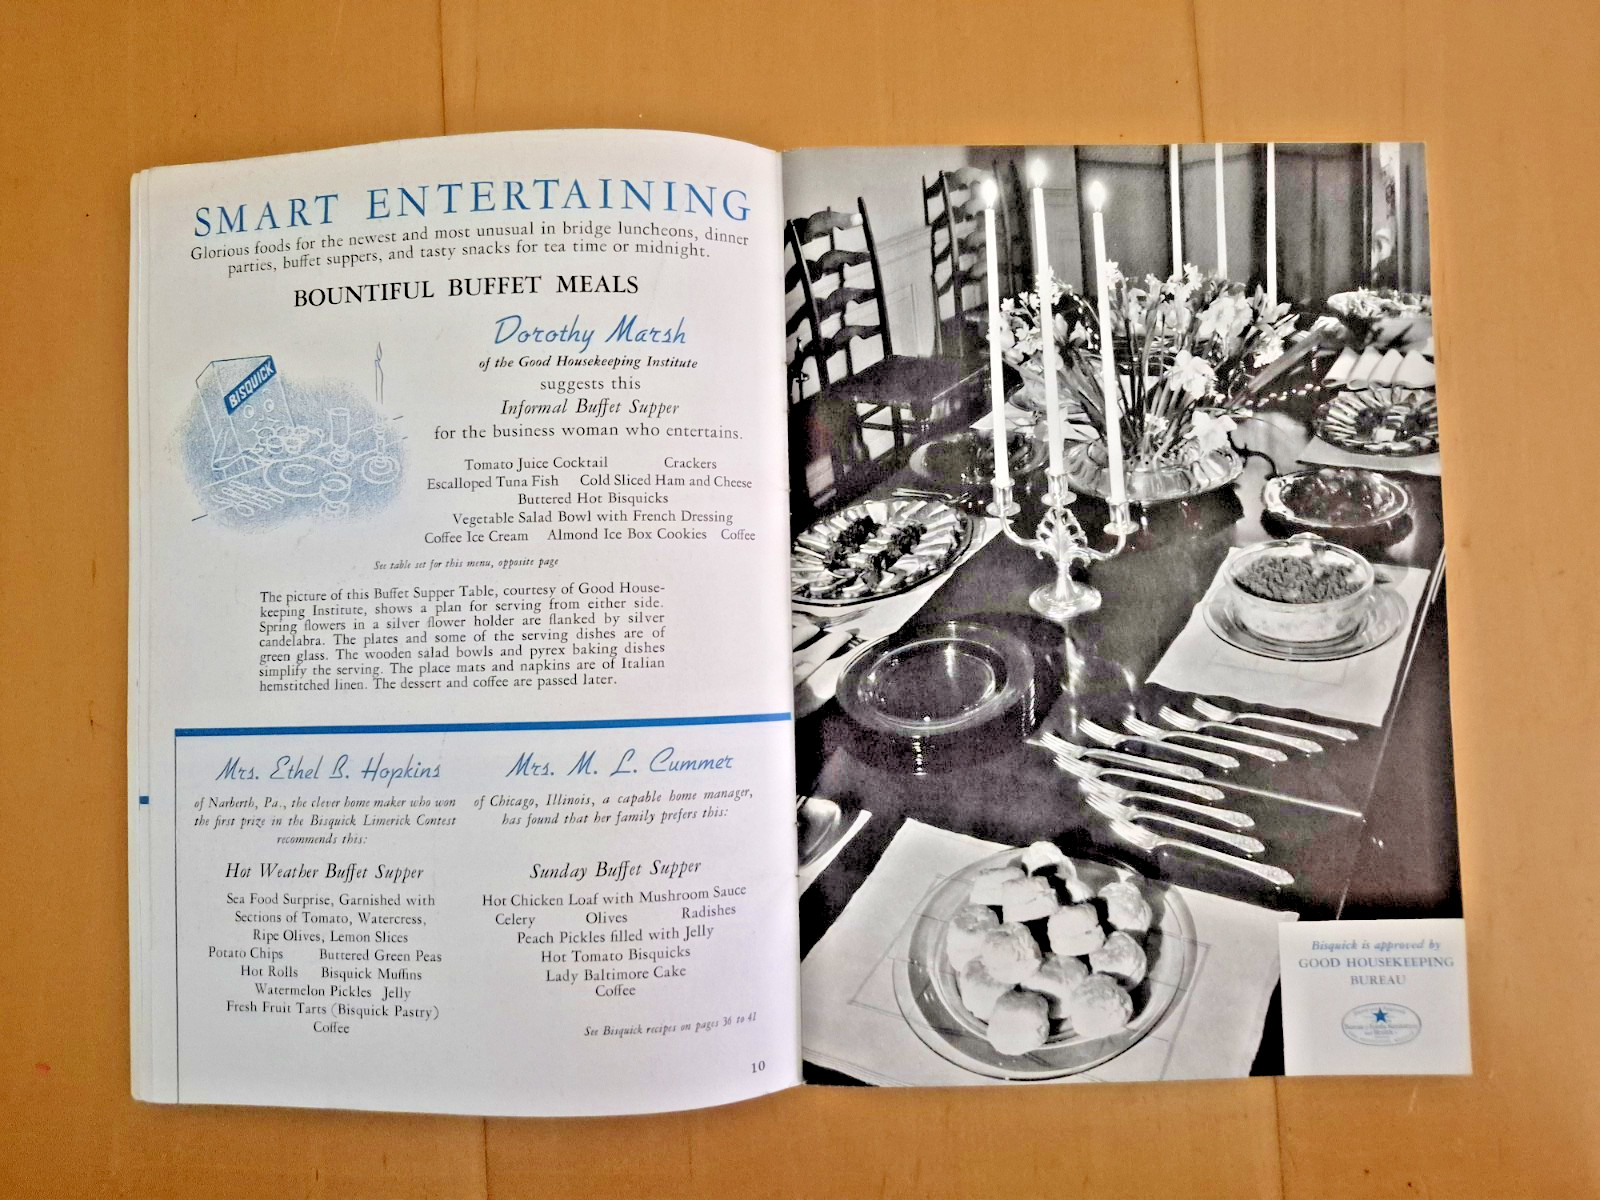 SMART ENTERTAINING
Glorious foods for the newest and most unusual in bridge luncheons, dinner
parties, buffet suppers, and tasty snacks for tea time or midnight.
BOUNTIFUL BUFFET MEALS
BISQUICK
Dorothy Marsh
of the Good Housekeeping Institute
suggests this
Informal Buffet Supper
for the business woman who entertains.
Tomato Juice Cocktail Crackers
Escalloped Tuna Fish Cold Sliced Ham and Cheese
Buttered Hot Bisquicks
Vegetable Salad Bowl with French Dressing
Coffee Ice Cream Almond Ice Box Cookies Coffee
See table set for this menu, opposite page
The picture of this Buffet Supper Table, courtesy of Good House-
keeping Institute, shows a plan for serving from either side.
Spring flowers in a silver flower holder are flanked by silver
candelabra. The plates and some of the serving dishes are of
green glass. The wooden salad bowls and pyrex baking dishes
simplify the serving. The place mats and napkins are of Italian
hemstitched linen. The dessert and coffee are passed later.
Mrs. Ethel B. Hopkins
of Narberth, Pa., the clever home maker who won
the first prize in the Bisquick Limerick Contest
recommends this:
Hot Weather Buffet Supper
Sea Food Surprise, Garnished with
Sections of Tomato, Watercress,
Ripe Olives, Lemon Slices
Potato Chips Buttered Green Peas
Hot Rolls Bisquick Muffins
Watermelon Pickles Jelly
Fresh Fruit Tarts (Bisquick Pastry)
Coffee
Mrs. M. L. Cummer
of Chicago, Illinois, a capable home manager,
has found that her family prefers this:
Sunday Buffet Supper
Hot Chicken Loaf with Mushroom Sauce
Celery Olives Radishes
Peach Pickles filled with Jelly
Hot Tomato Bisquicks
Lady Baltimore Cake
Coffee
See Bisquick recipes on pages 36 to 41
10
Bisquick is approved by
GOOD HOUSEKEEPING
BUREAU